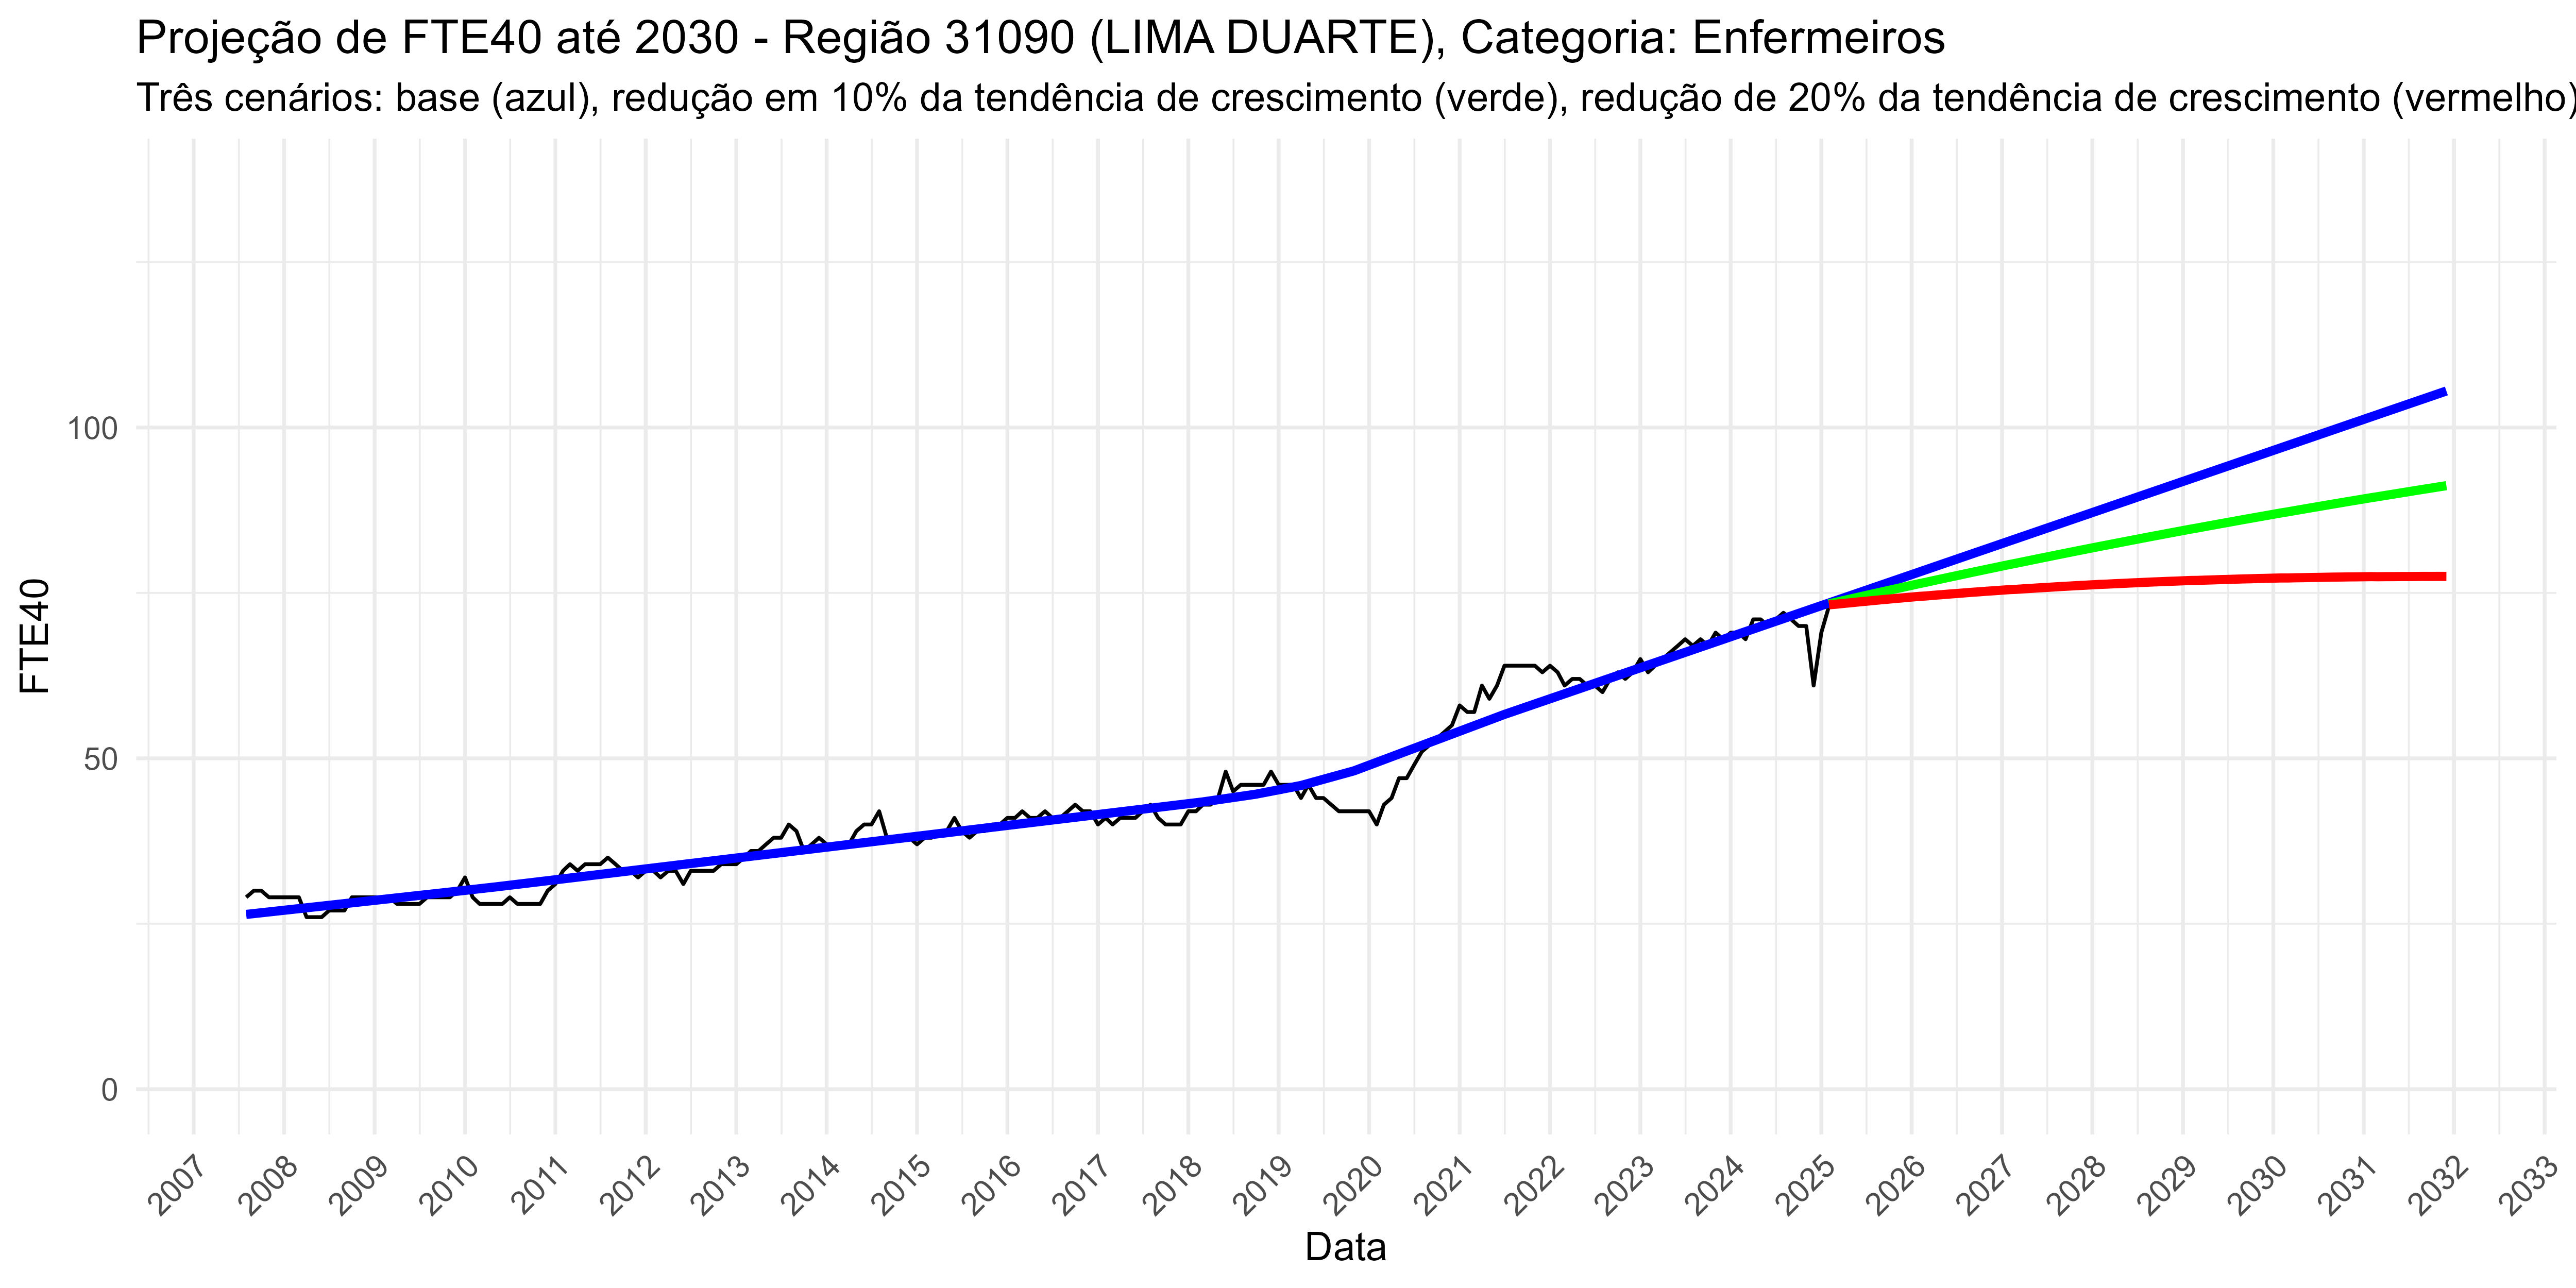 Projeção de FTE40 até 2030 - Região 31090 (LIMA DUARTE), Categoria: Enfermeiros
Três cenários: base (azul), redução em 10% da tendência de crescimento (verde), redução de 20% da tendência de crescimento (vermelho)
FTE40
100
50
0
2007 2008 2009 2010 2011 2012 2013 2014 2015 2016 2017 2018 2019 2020 2021 2022 2023 2024 2025 2026 2027 2028 2029 2030 2031 2032 2033
Data